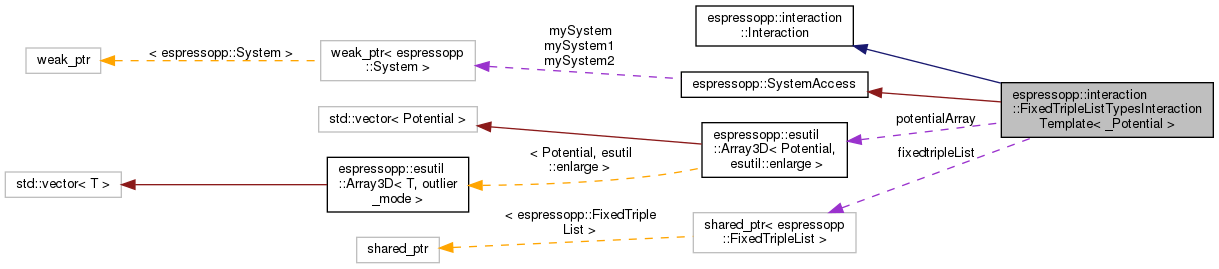 espressopp::interaction
::Interaction
mySystem
mySystem1
mySystem2
< espressopp::System >
weak_ptr
weak_ptr< espressopp
::System >
espressopp::SystemAccess
espressopp::interaction
::FixedTripleListTypesInteraction
Template< _Potential >
std::vector< Potential >
potentialArray
espressopp::esutil
::Array3D< Potential,
esutil::enlarge >
< Potential, esutil
::enlarge >
fixedtripleList
std::vector< T >
espressopp::esutil
::Array3D< T, outlier
_mode >
< espressopp::FixedTriple
List >
shared_ptr< espressopp
::FixedTripleList >
shared_ptr